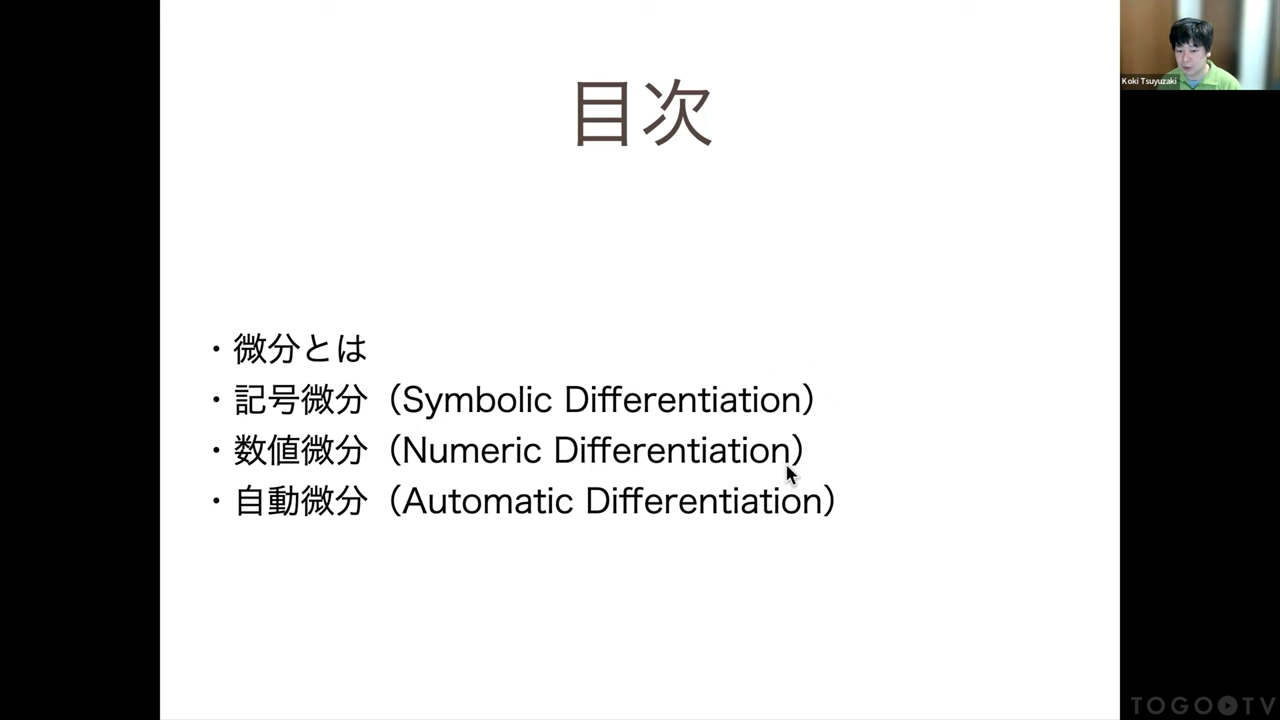 目次
・微分とは
・記号微分（Symbolic Differentiation）
・数値微分（Numeric Differentiation）
・自動微分（Automatic Differentiation）
Koki Tsuyuzaki
TOGO TV